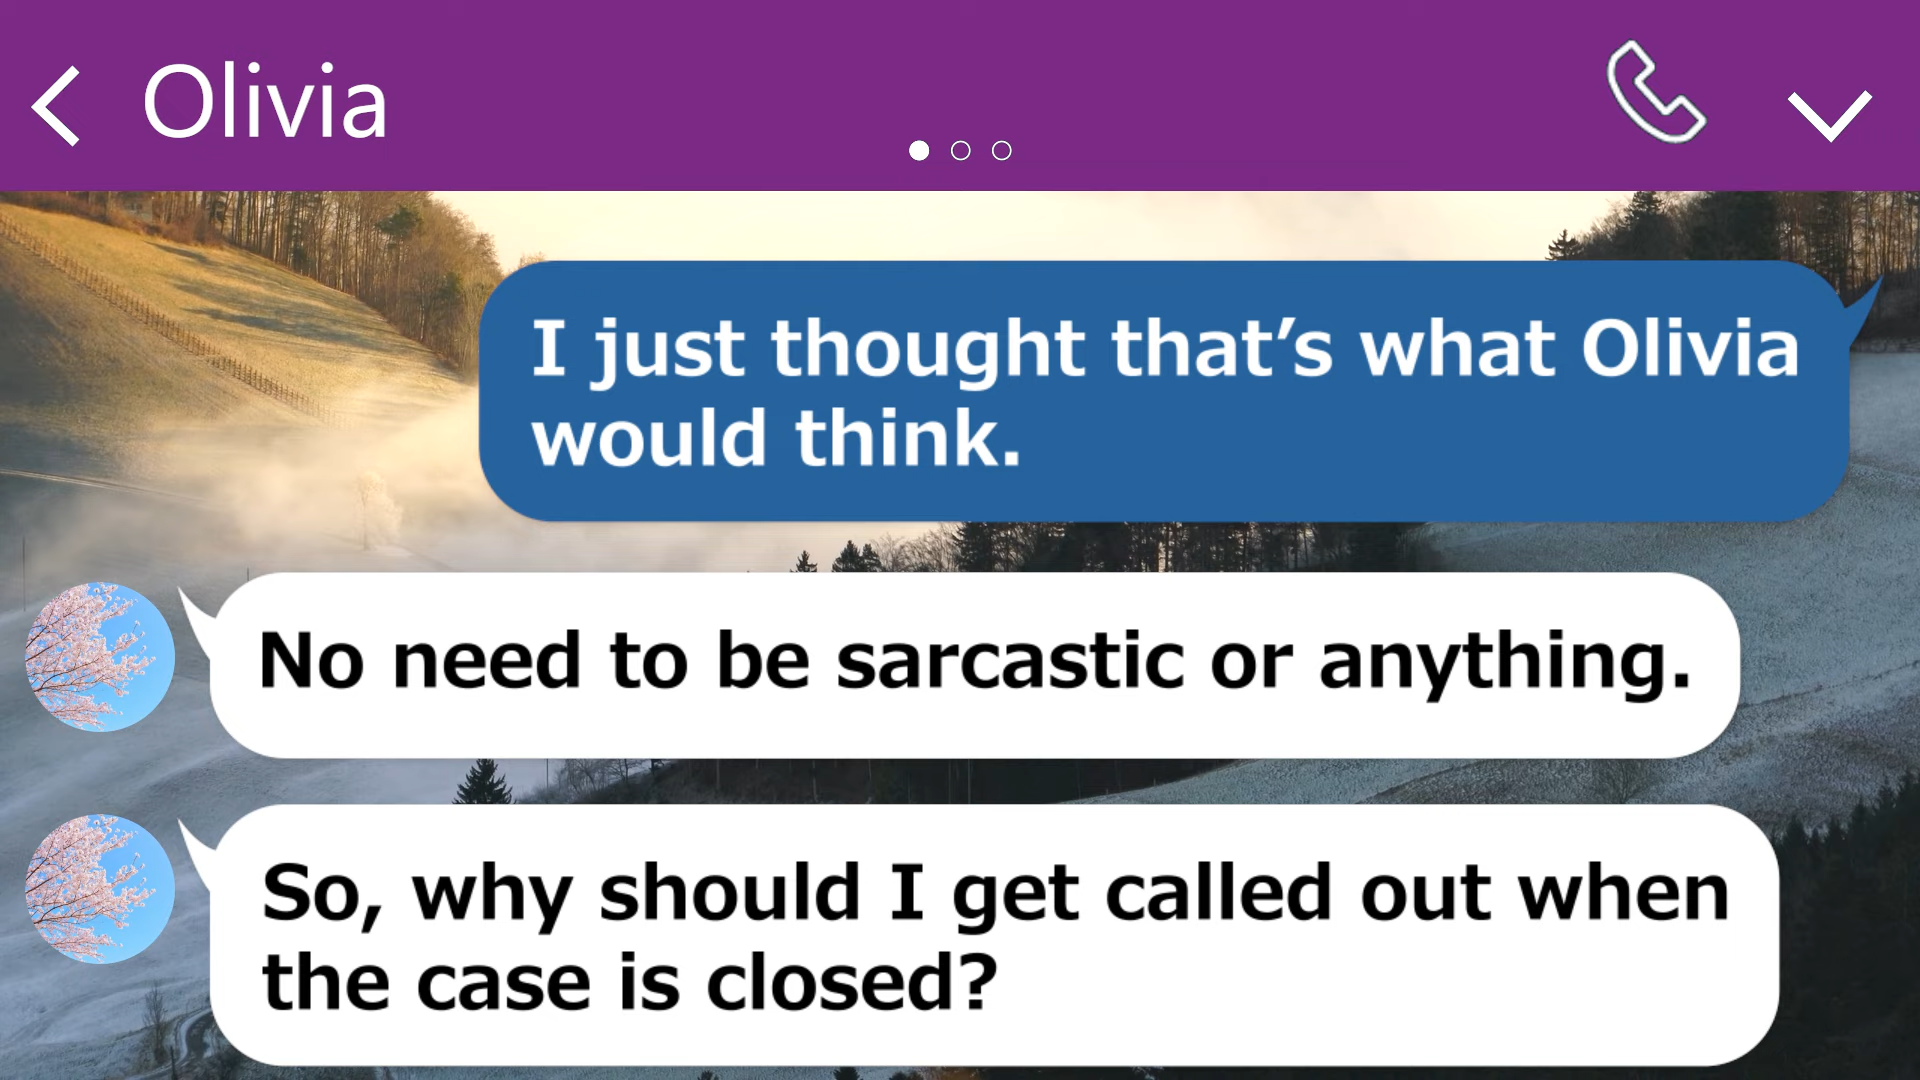 Olivia
I just thought that’s what Olivia
would think.
No need to be sarcastic or anything.
So, why should I get called out when
the case is closed?